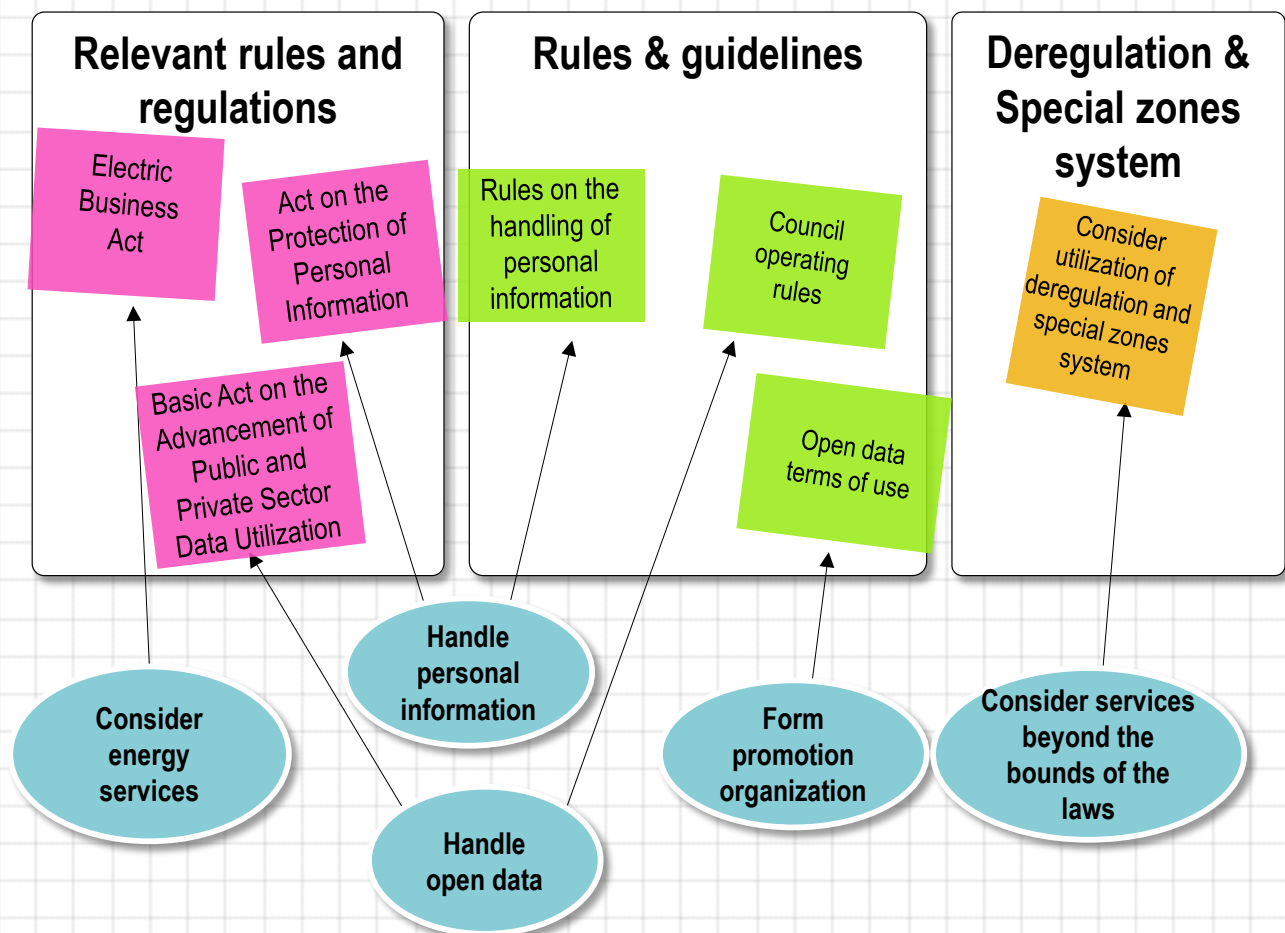 Relevant rules and
regulations
Electric
Business
Act
Act on the
Protection of
Personal
Information
Basic Act on the
Advancement of
Public and
Private Sector
Data Utilization
Rules & guidelines
Rules on the
handling of
personal
information
Council
operating
rules
Open data
terms of use
Deregulation &
Special zones
system
Consider
utilization of
deregulation and
special zones
system
Consider
energy
services
Handle
personal
information
Handle
open data
Form
promotion
organization
Consider services
beyond the
bounds of the
laws